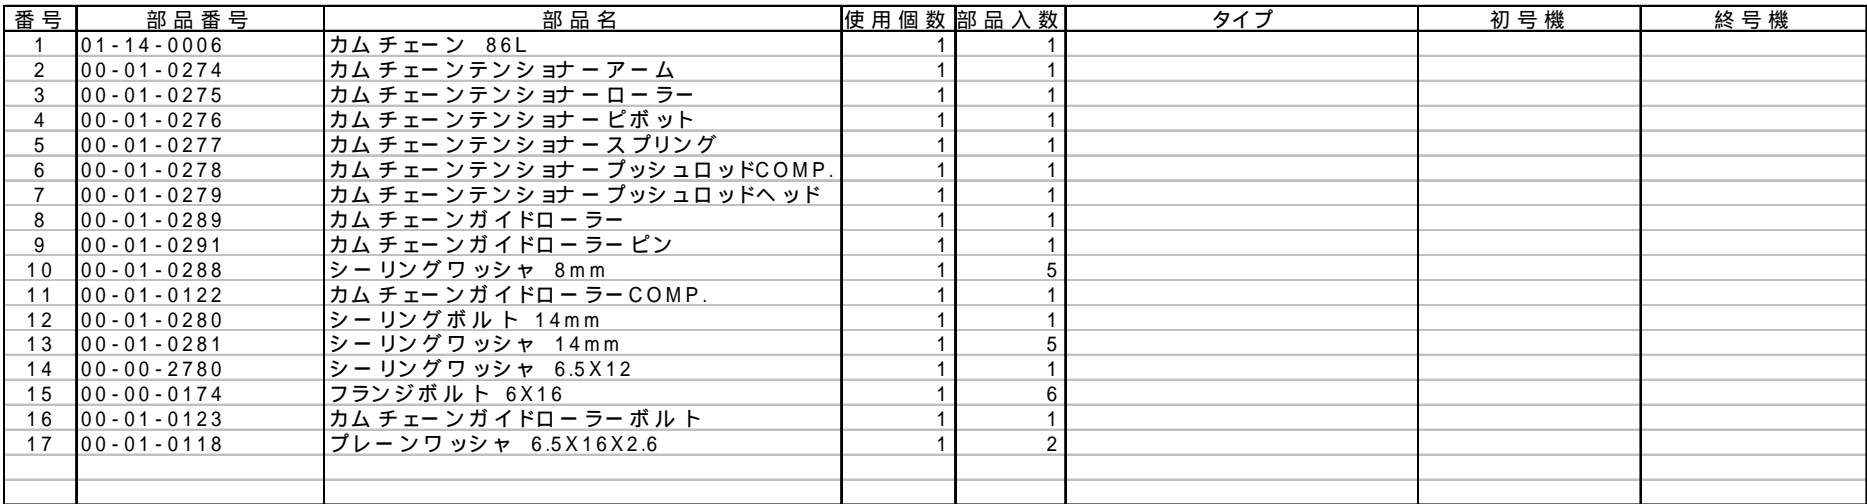 番号 部品番号 部品名 使用個数 部品入数 タイプ 初号機 終号機
1 01-14-0006 カムチェーン 86L 1 1
2 00-01-0274 カムチェーンテンショナーアーム 1 1
3 00-01-0275 カムチェーンテンショナーローラー 1 1
4 00-01-0276 カムチェーンテンショナーピボット 1 1
5 00-01-0277 カムチェーンテンショナースプリング 1 1
6 00-01-0278 カムチェーンテンショナープッシュロッドCOMP. 1 1
7 00-01-0279 カムチェーンテンショナープッシュロッドヘッド 1 1
8 00-01-0289 カムチェーンガイドローラー 1 1
9 00-01-0291 カムチェーンガイドローラーピン 1 1
10 00-01-0288 シーリングワッシャ 8mm 1 5
11 00-01-0122 カムチェーンガイドローラーCOMP. 1 1
12 00-01-0280 シーリングボルト 14mm 1 1
13 00-01-0281 シーリングワッシャ 14mm 1 5
14 00-00-2780 シーリングワッシャ 6.5X12 1 1
15 00-00-0174 フランジボルト 6X16 1 6
16 00-01-0123 カムチェーンガイドローラーボルト 1 1
17 00-01-0118 プレーンワッシャ 6.5X16X2.6 1 2